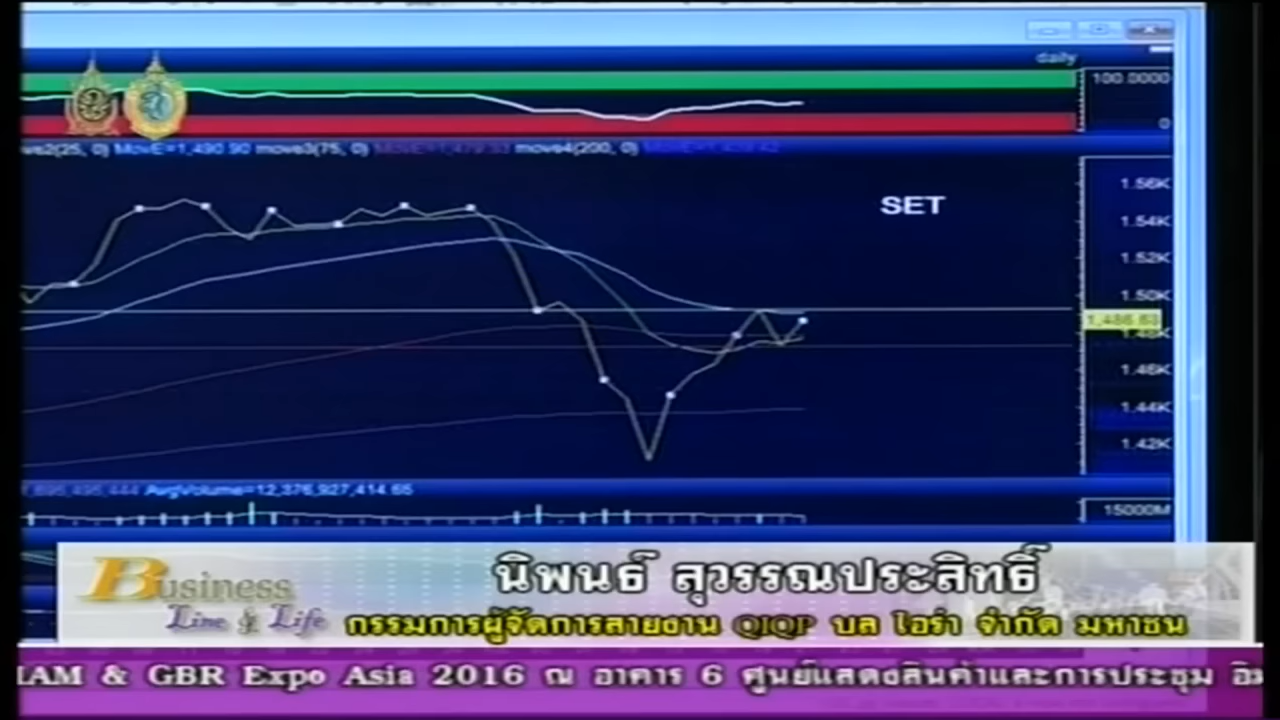 daily
100.0000
0
move2(25, 0) MovE=1,490.90 move3(75, 0) move4(200, 0)
SET
1.56K
1.54K
1.52K
1.50K
1,486.63
1.48K
1.46K
1.44K
1.42K
AvgVolume=12,376,927,414.65
15000M
Business
Line & Life
นิพนธ์ สุวรรณประสิทธิ์
กรรมการผู้จัดการสายงาน QIQP บล ไอร่า จำกัด มหาชน
IAM & GBR Expo Asia 2016 ณ อาคาร 6 ศูนย์แสดงสินค้าและการประชุม อิม